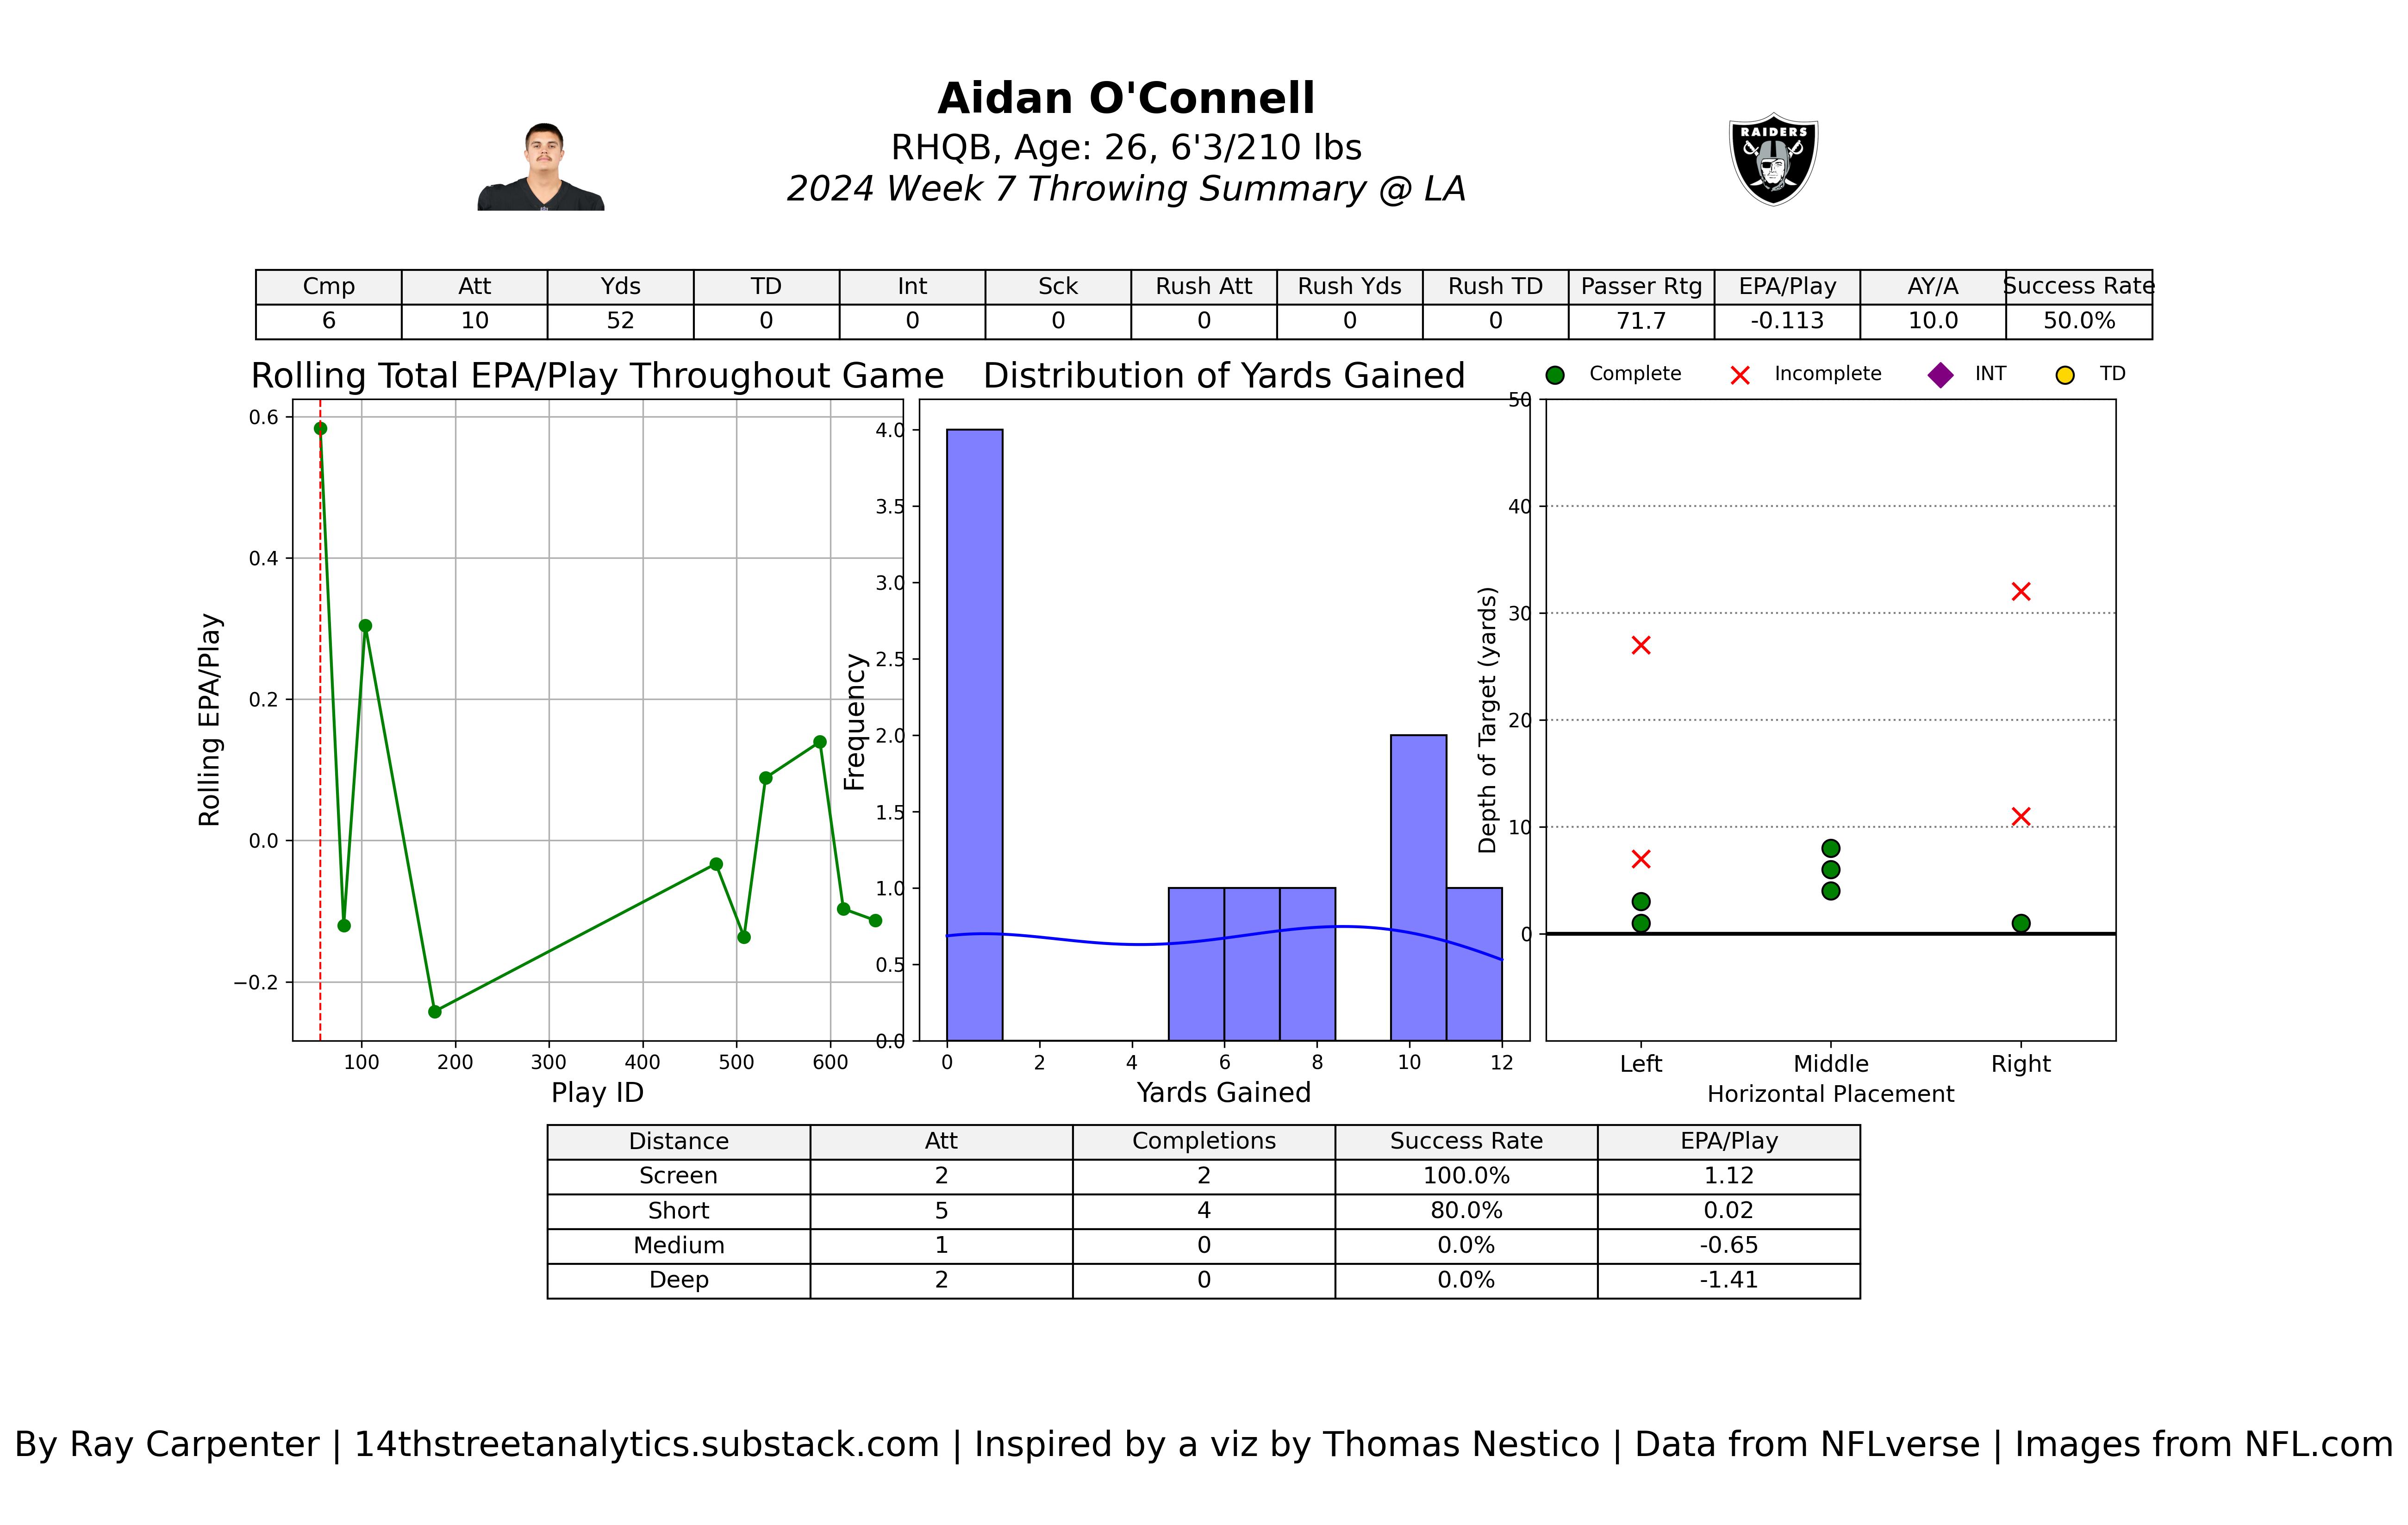 Aidan O'Connell
RHQB, Age: 26, 6'3/210 lbs
2024 Week 7 Throwing Summary @ LA
RAIDERS
Cmp Att Yds TD Int Sck Rush Att Rush Yds Rush TD Passer Rtg EPA/Play AY/A Success Rate
6 10 52 0 0 0 0 0 0 71.7 -0.113 10.0 50.0%
Rolling Total EPA/Play Throughout Game
Rolling EPA/Play
0.6
0.4
0.2
0.0
−0.2
100 200 300 400 500 600
Play ID
Distribution of Yards Gained
Frequency
4.0
3.5
3.0
2.5
2.0
1.5
1.0
0.5
0.0
0 2 4 6 8 10 12
Yards Gained
Complete Incomplete INT TD
Depth of Target (yards)
50
40
30
20
10
0
Left Middle Right
Horizontal Placement
Distance Att Completions Success Rate EPA/Play
Screen 2 2 100.0% 1.12
Short 5 4 80.0% 0.02
Medium 1 0 0.0% -0.65
Deep 2 0 0.0% -1.41
By Ray Carpenter | 14thstreetanalytics.substack.com | Inspired by a viz by Thomas Nestico | Data from NFLverse | Images from NFL.com